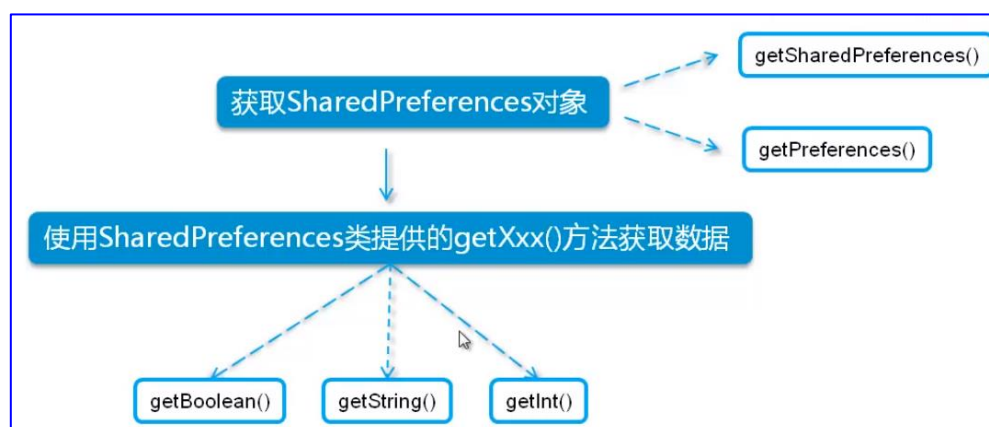 getSharedPreferences()
获取SharedPreferences对象
getPreferences()
使用SharedPreferences类提供的getXxx()方法获取数据
getBoolean()
getString()
getInt()